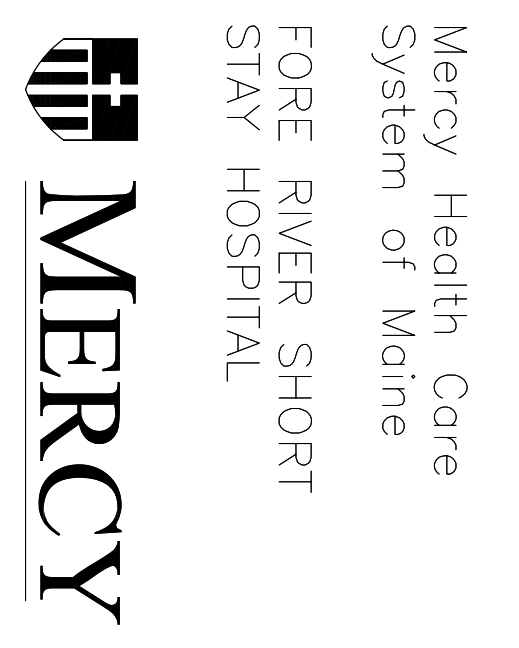 Mercy Health Care
System of Maine
FORE RIVER SHORT
STAY HOSPITAL
MERCY